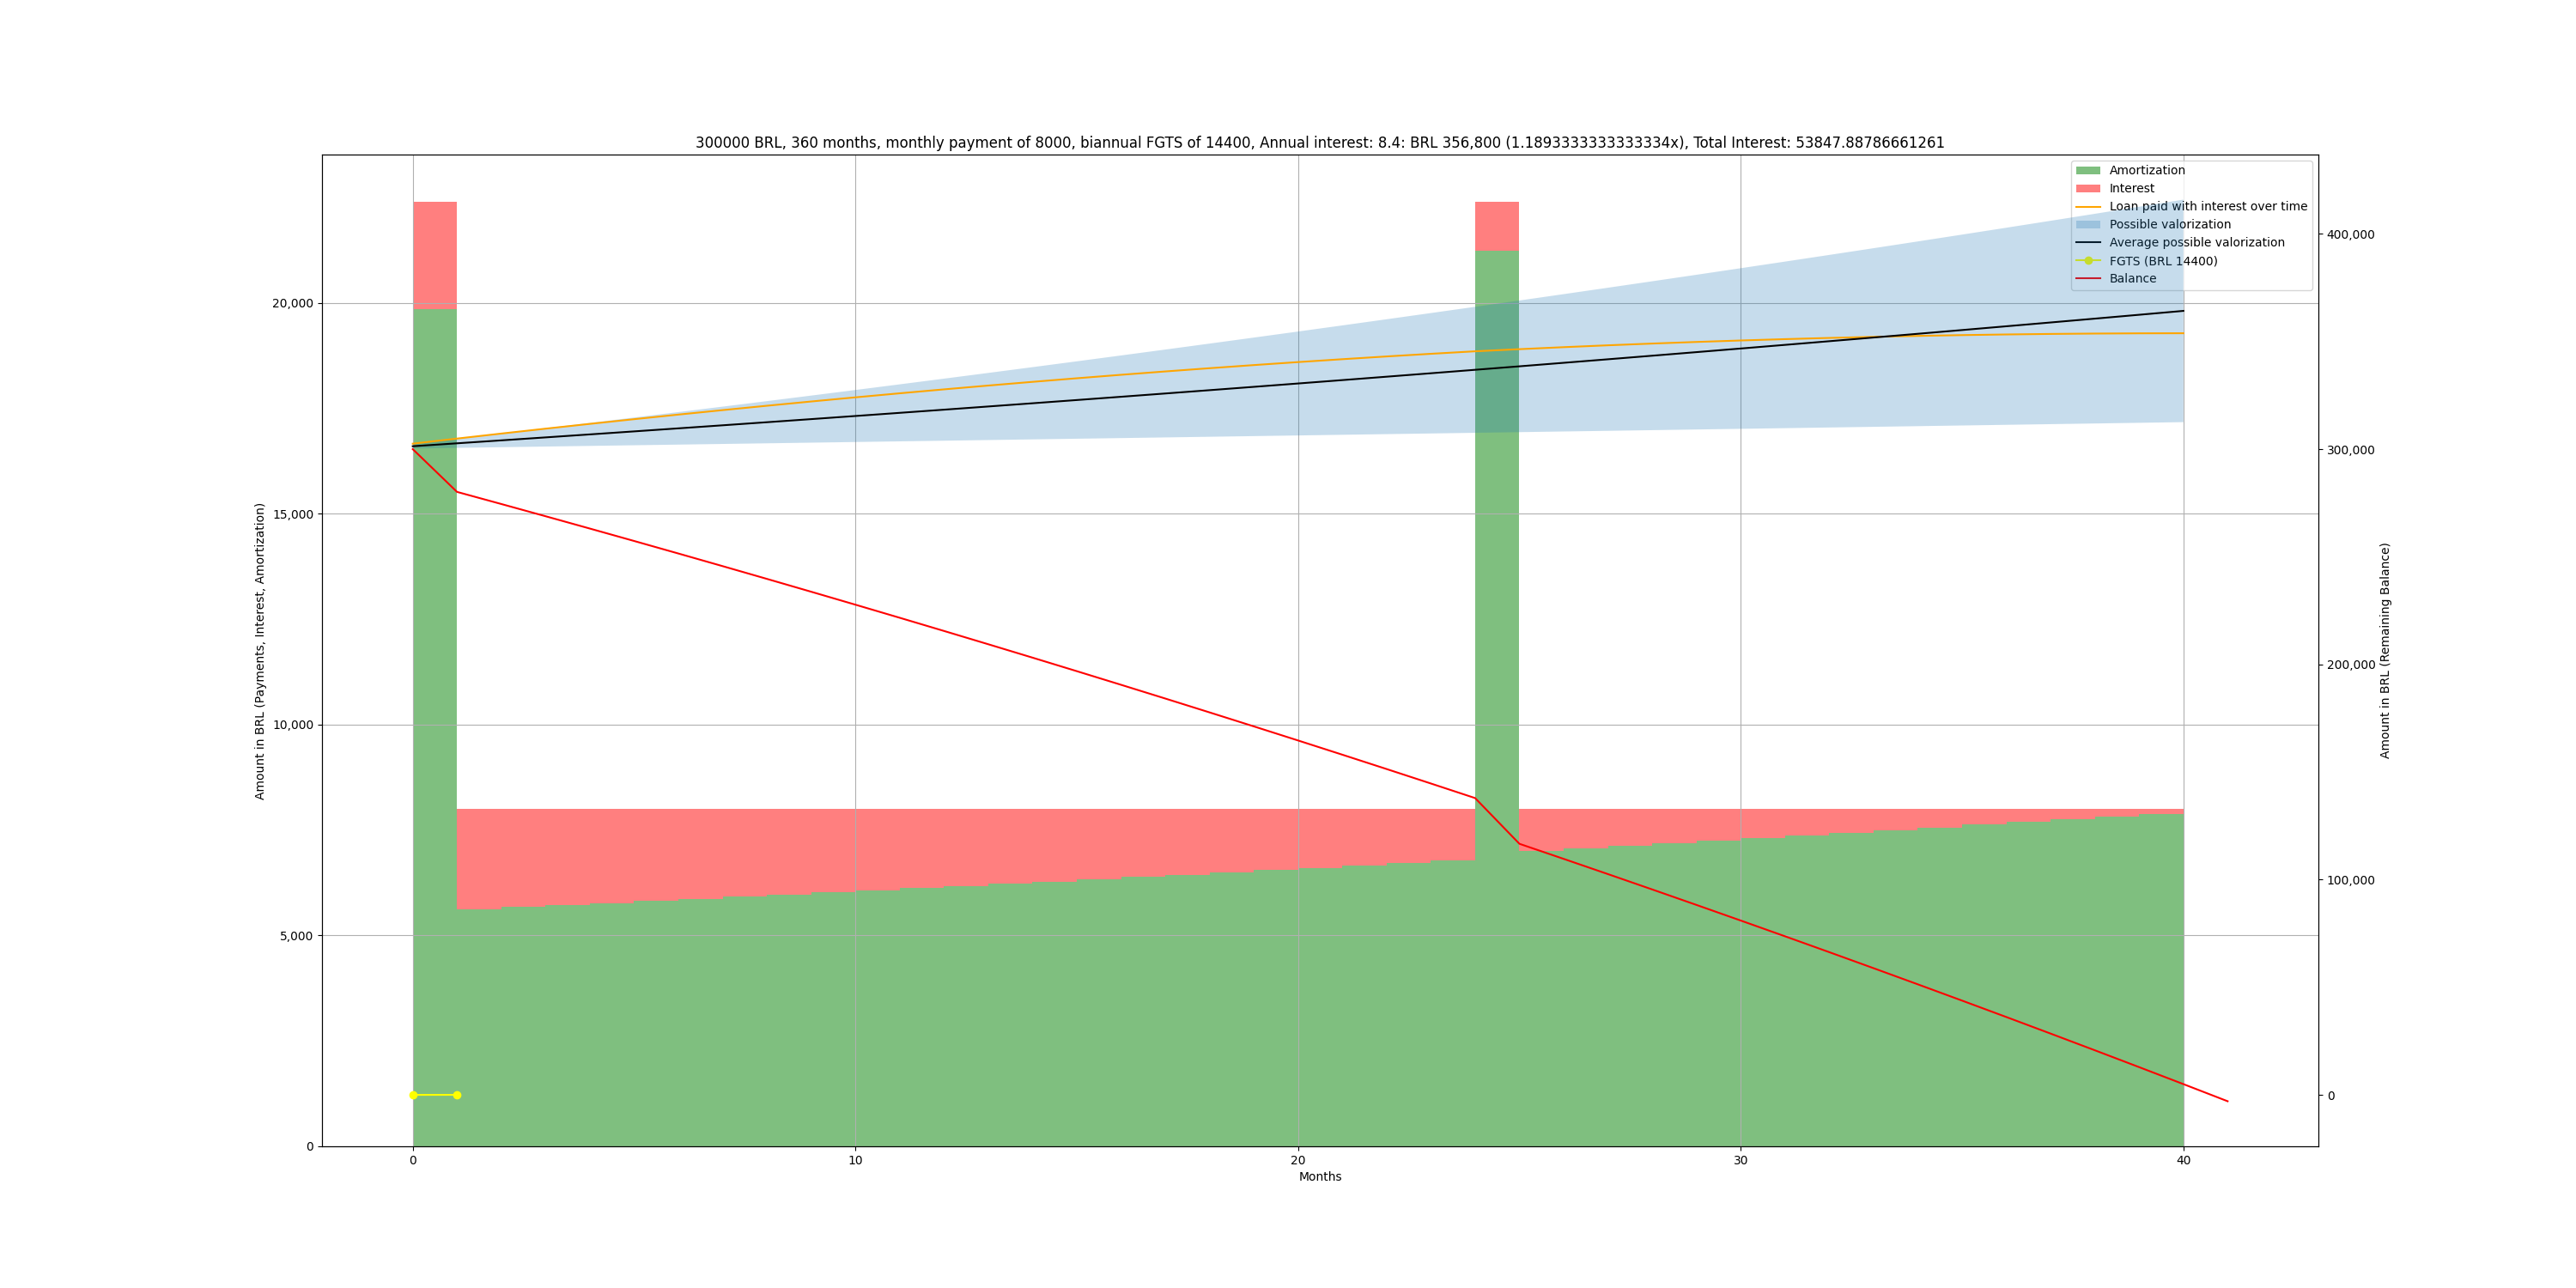 300000 BRL, 360 months, monthly payment of 8000, biannual FGTS of 14400, Annual interest: 8.4: BRL 356,800 (1.1893333333333334x), Total Interest: 53847.88786661261
Amortization
Interest
Loan paid with interest over time
Possible valorization
Average possible valorization
FGTS (BRL 14400)
Balance
Amount in BRL (Payments, Interest, Amortization)
20,000
15,000
10,000
5,000
0
400,000
300,000
200,000
100,000
0
Amount in BRL (Remaining Balance)
0
10
20
30
40
Months